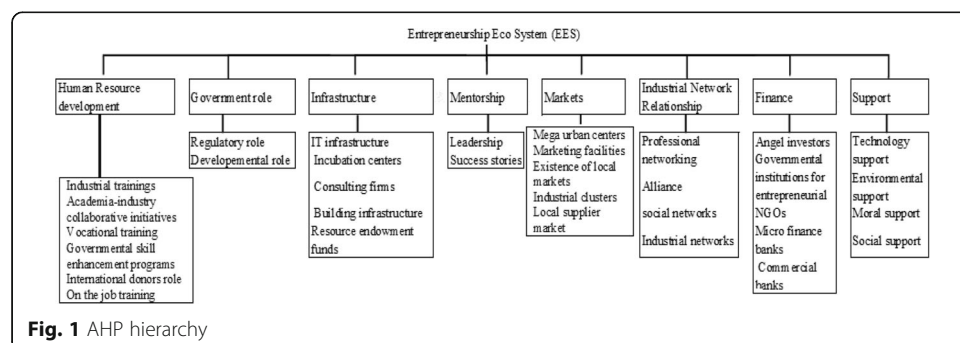 Entrepreneurship Eco System (EES)
Human Resource
development
Government role
Infrastructure
Mentorship
Markets
Industrial Network
Relationship
Finance
Support
Industrial trainings
Academia-industry
collaborative initiatives
Vocational training
Governmental skill
enhancement programs
International donors role
On the job training
Regulatory role
Developemental role
IT infrastructure
Incubation centers
Consulting firms
Building infrastructure
Resource endowment
funds
Leadership
Success stories
Mega urban centers
Marketing facilities
Existence of local
markets
Industrial clusters
Local supplier
market
Professional
networking
Alliance
social networks
Industrial networks
Angel investors
Governmental
institutions for
entrepreneurial
NGOs
Micro finance
banks
Commercial
banks
Technology
support
Environmental
support
Moral support
Social support
Fig. 1 AHP hierarchy